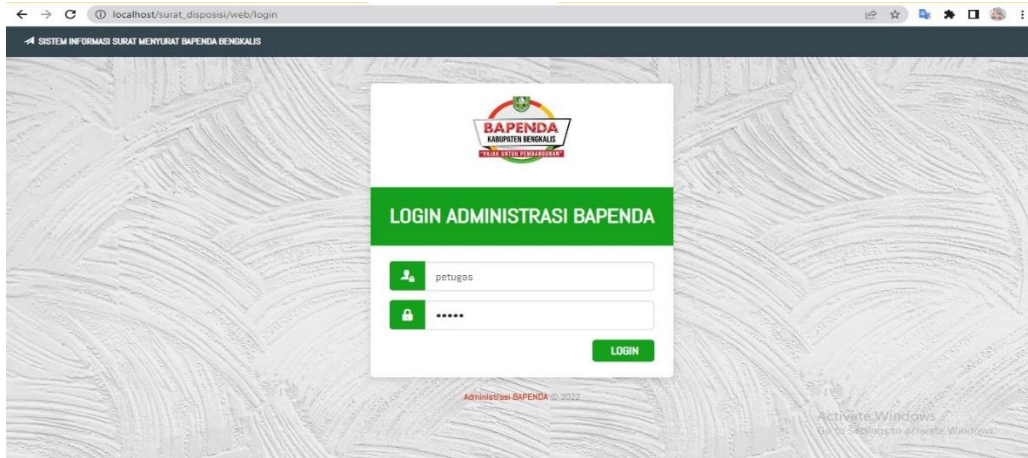 localhost/surat_disposisi/web/login
SISTEM INFORMASI SURAT MENYURAT BAPENDA BENGKALIS
BAPENDA
KABUPATEN BENGKALIS
"PAJAK UNTUK PEMBANGUNAN"
LOGIN ADMINISTRASI BAPENDA
petugas
•••••
LOGIN
Administrasi BAPENDA © 2022
Activate Windows
Go to Settings to activate Windows.